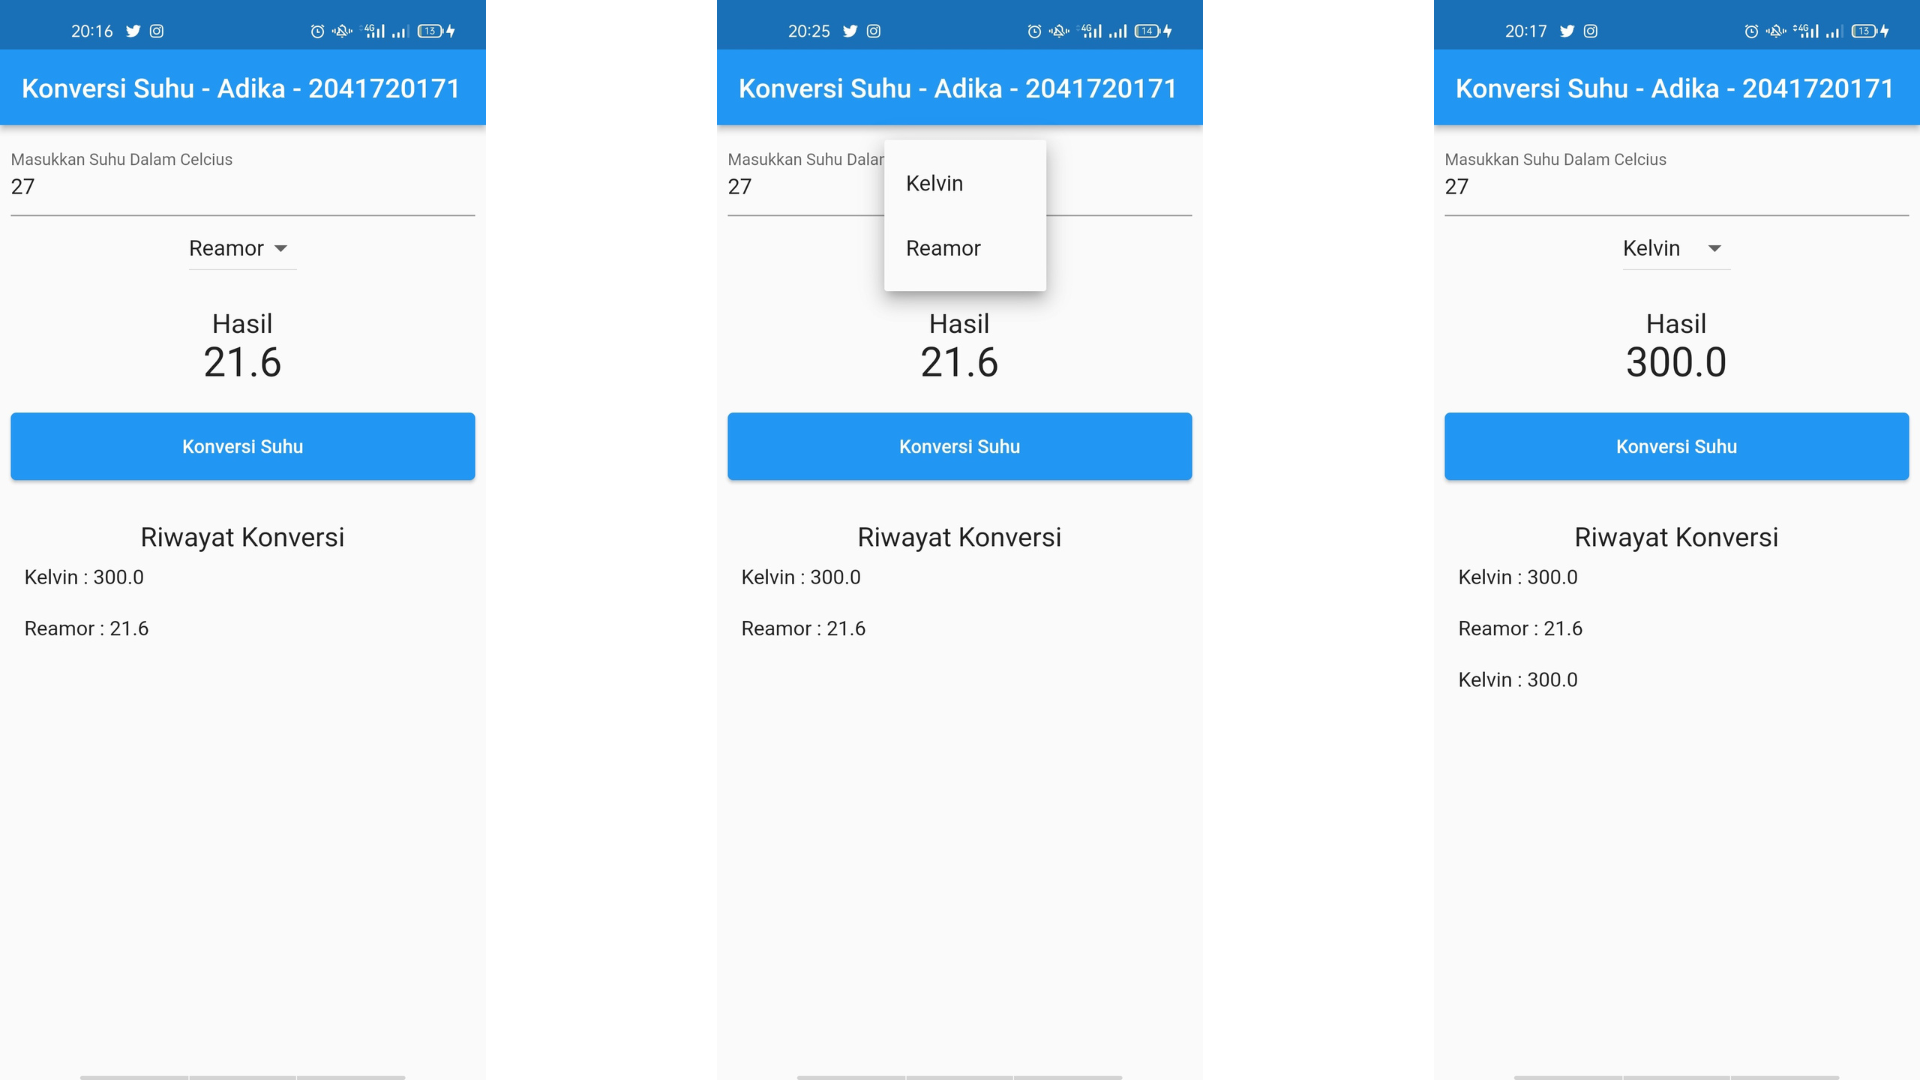 20:16
4G
13
Konversi Suhu - Adika - 2041720171
Masukkan Suhu Dalam Celcius
27
Reamor
Hasil
21.6
Konversi Suhu
Riwayat Konversi
Kelvin : 300.0
Reamor : 21.6
20:25
4G
14
Konversi Suhu - Adika - 2041720171
Masukkan Suhu Dalar
27
Kelvin
Reamor
Hasil
21.6
Konversi Suhu
Riwayat Konversi
Kelvin : 300.0
Reamor : 21.6
20:17
4G
13
Konversi Suhu - Adika - 2041720171
Masukkan Suhu Dalam Celcius
27
Kelvin
Hasil
300.0
Konversi Suhu
Riwayat Konversi
Kelvin : 300.0
Reamor : 21.6
Kelvin : 300.0